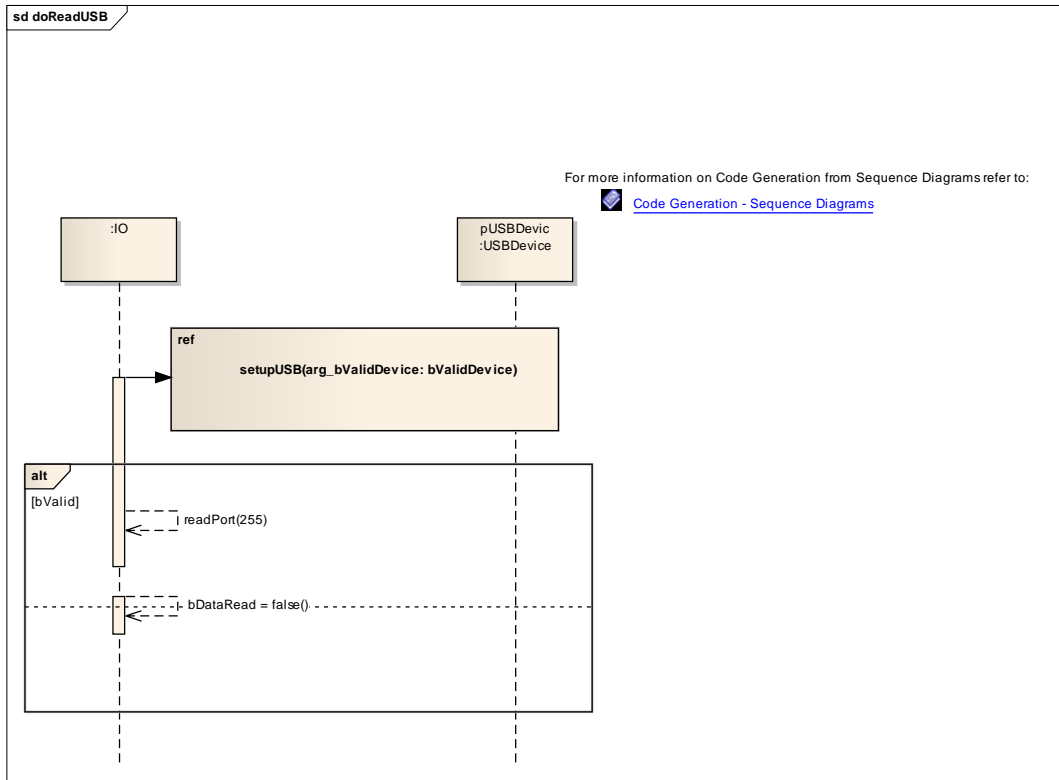 sd doReadUSB
For more information on Code Generation from Sequence Diagrams refer to:
Code Generation - Sequence Diagrams
:IO
pUSBDevic
:USBDevice
ref
setupUSB(arg_bValidDevice: bValidDevice)
alt
[bValid]
readPort(255)
bDataRead = false()